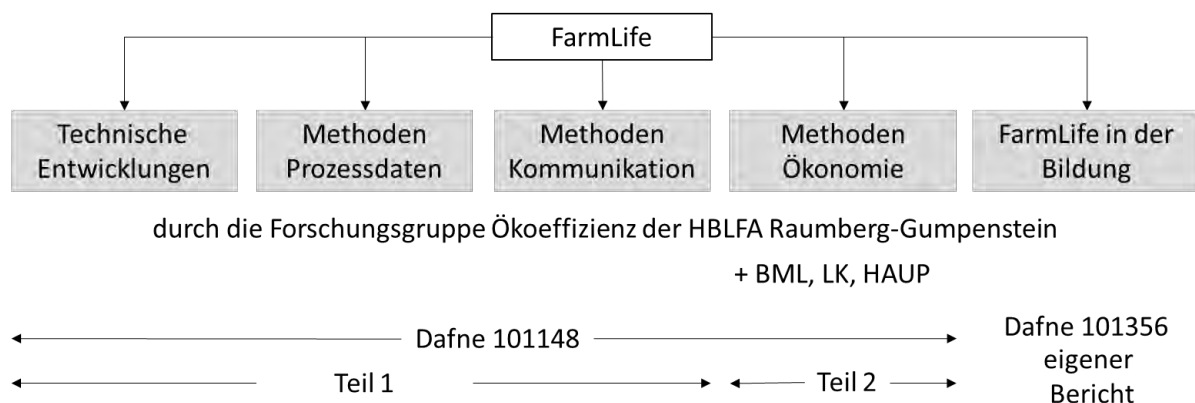 FarmLife
Technische
Entwicklungen
Methoden
Prozessdaten
Methoden
Kommunikation
Methoden
Ökonomie
FarmLife in der
Bildung
durch die Forschungsgruppe Ökoeffizienz der HBLFA Raumberg-Gumpenstein
+ BML, LK, HAUP
Dafne 101148
Teil 1
Teil 2
Dafne 101356
eigener
Bericht